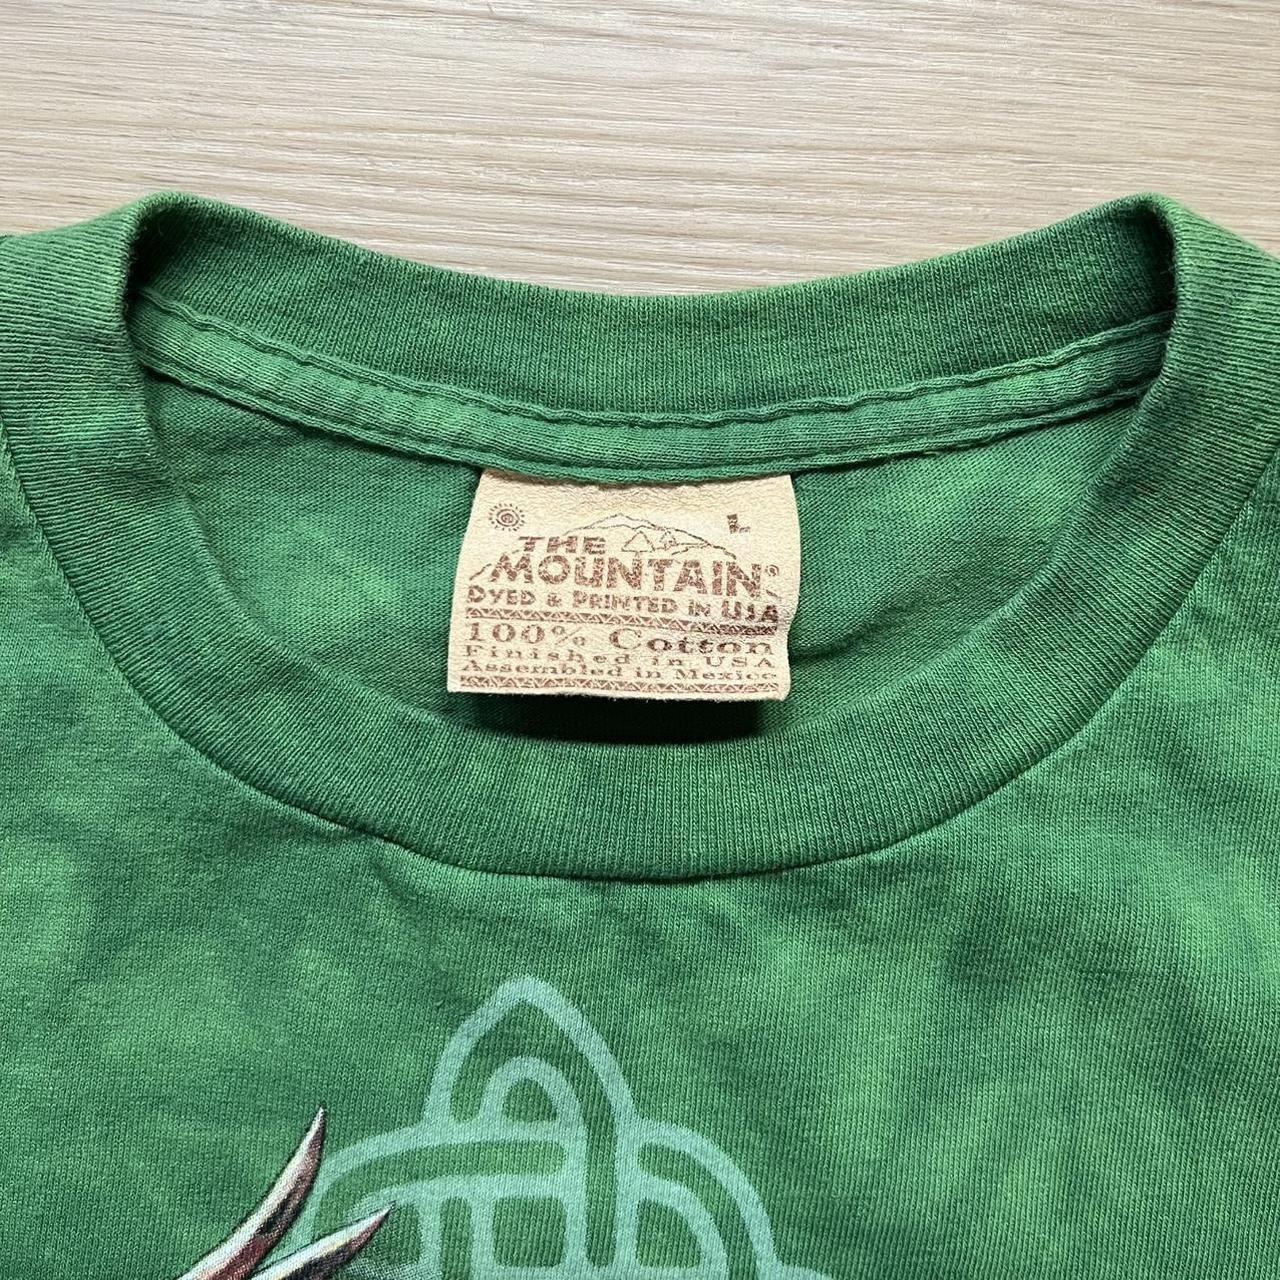 L
THE
MOUNTAIN®
DYED & PRINTED IN USA
100% Cotton
Finished in USA
Assembled in Mexico